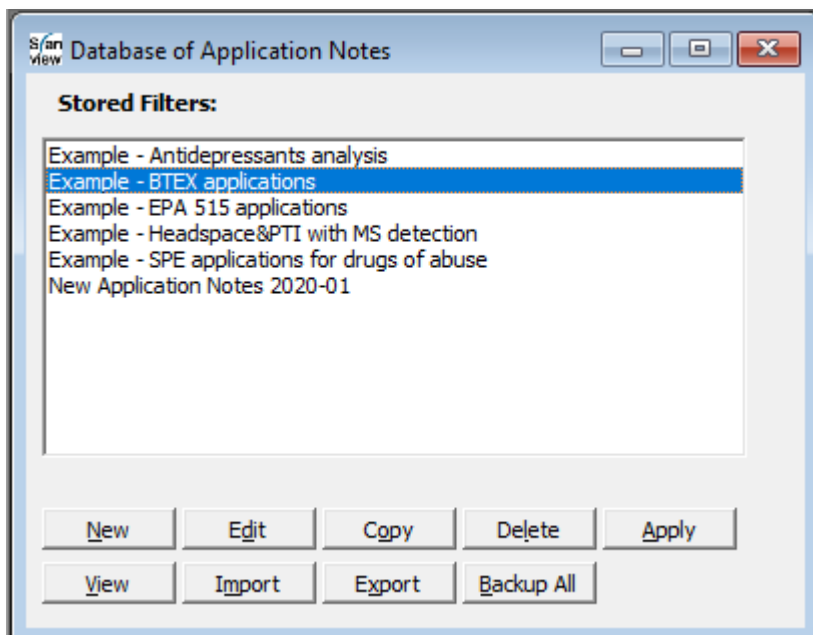 Scan
view
Database of Application Notes
Stored Filters:
Example - Antidepressants analysis
Example - BTEX applications
Example - EPA 515 applications
Example - Headspace&PTI with MS detection
Example - SPE applications for drugs of abuse
New Application Notes 2020-01
New Edit Copy Delete Apply
View Import Export Backup All